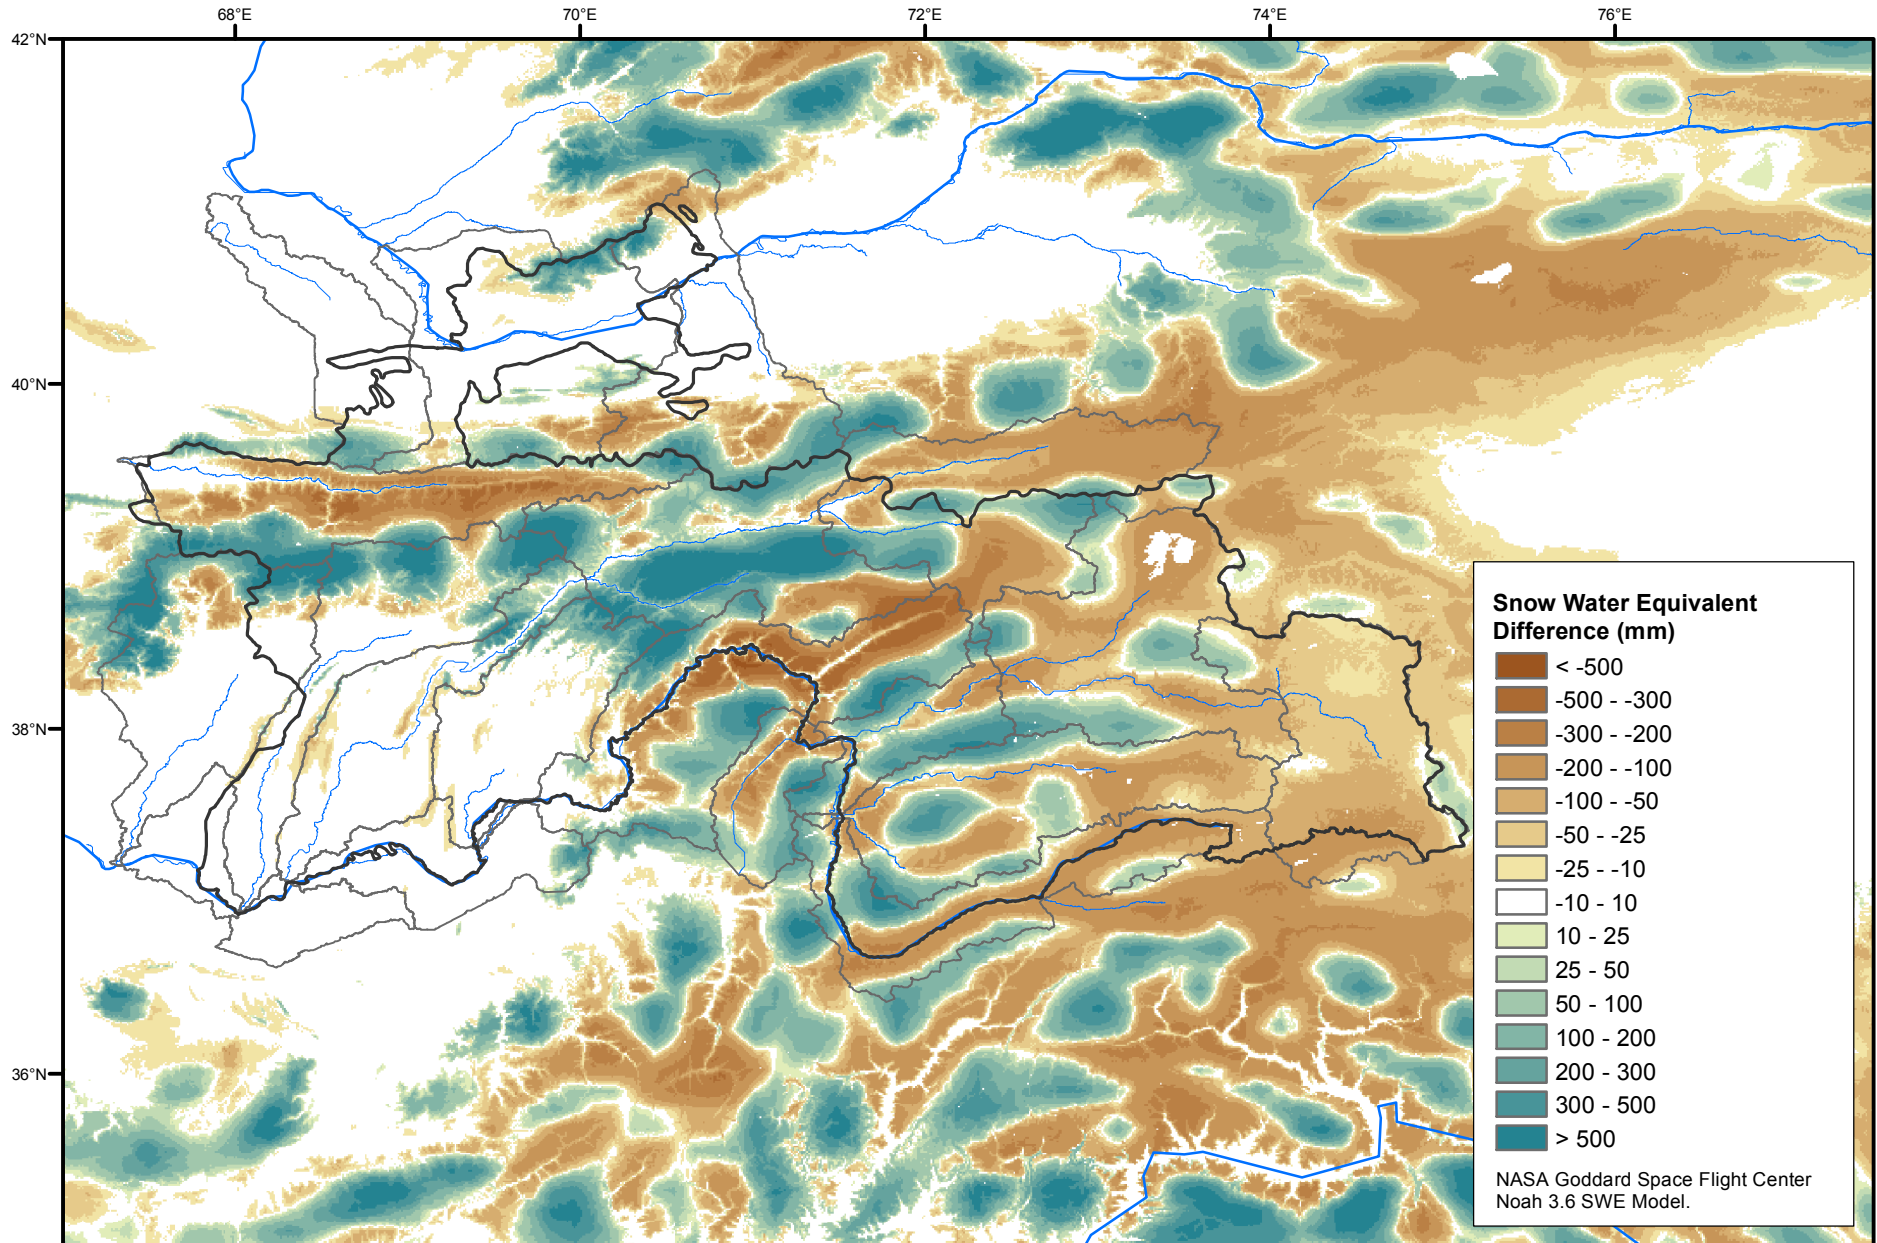 68°E 70°E 72°E 74°E 76°E
42°N
40°N
38°N
36°N
Snow Water Equivalent
Difference (mm)
< -500
-500 - -300
-300 - -200
-200 - -100
-100 - -50
-50 - -25
-25 - -10
-10 - 10
10 - 25
25 - 50
50 - 100
100 - 200
200 - 300
300 - 500
> 500
NASA Goddard Space Flight Center
Noah 3.6 SWE Model.